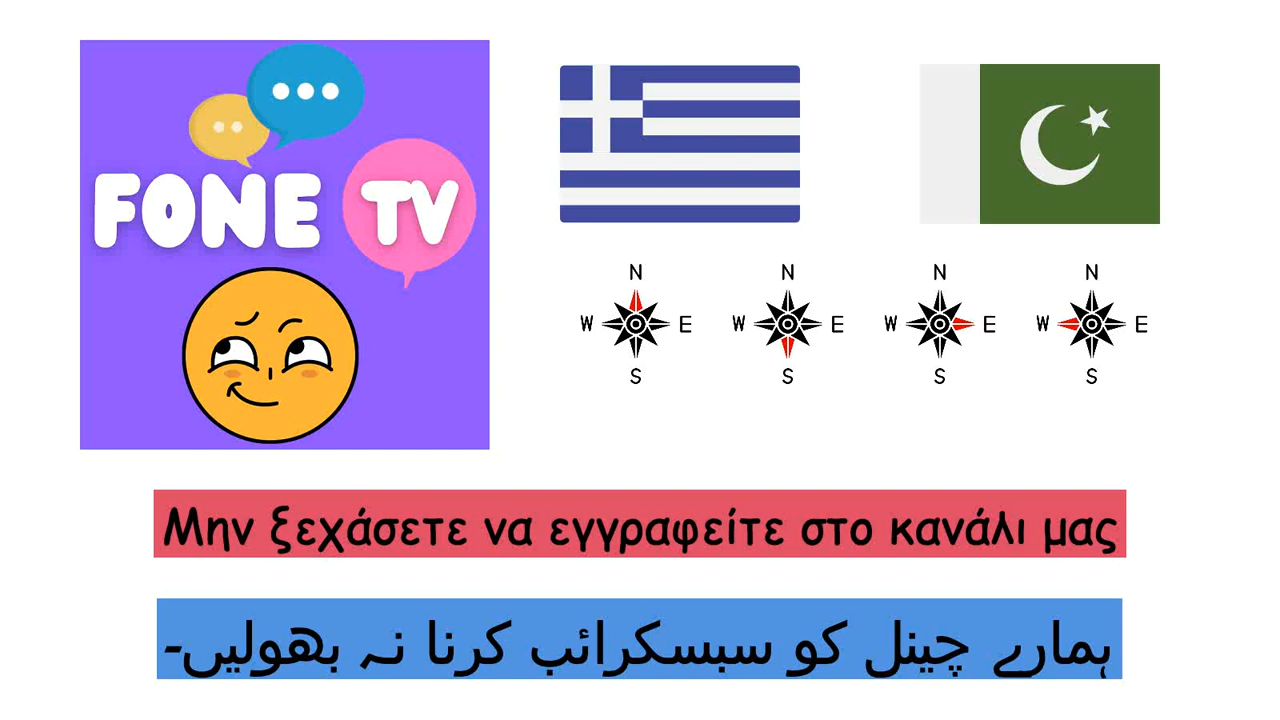 FONE TV
N N N N
W E W E W E W E
S S S S
Μην ξεχάσετε να εγγραφείτε στο κανάλι μας
ہمارے چینل کو سبسکرائب کرنا نہ بھولیں۔